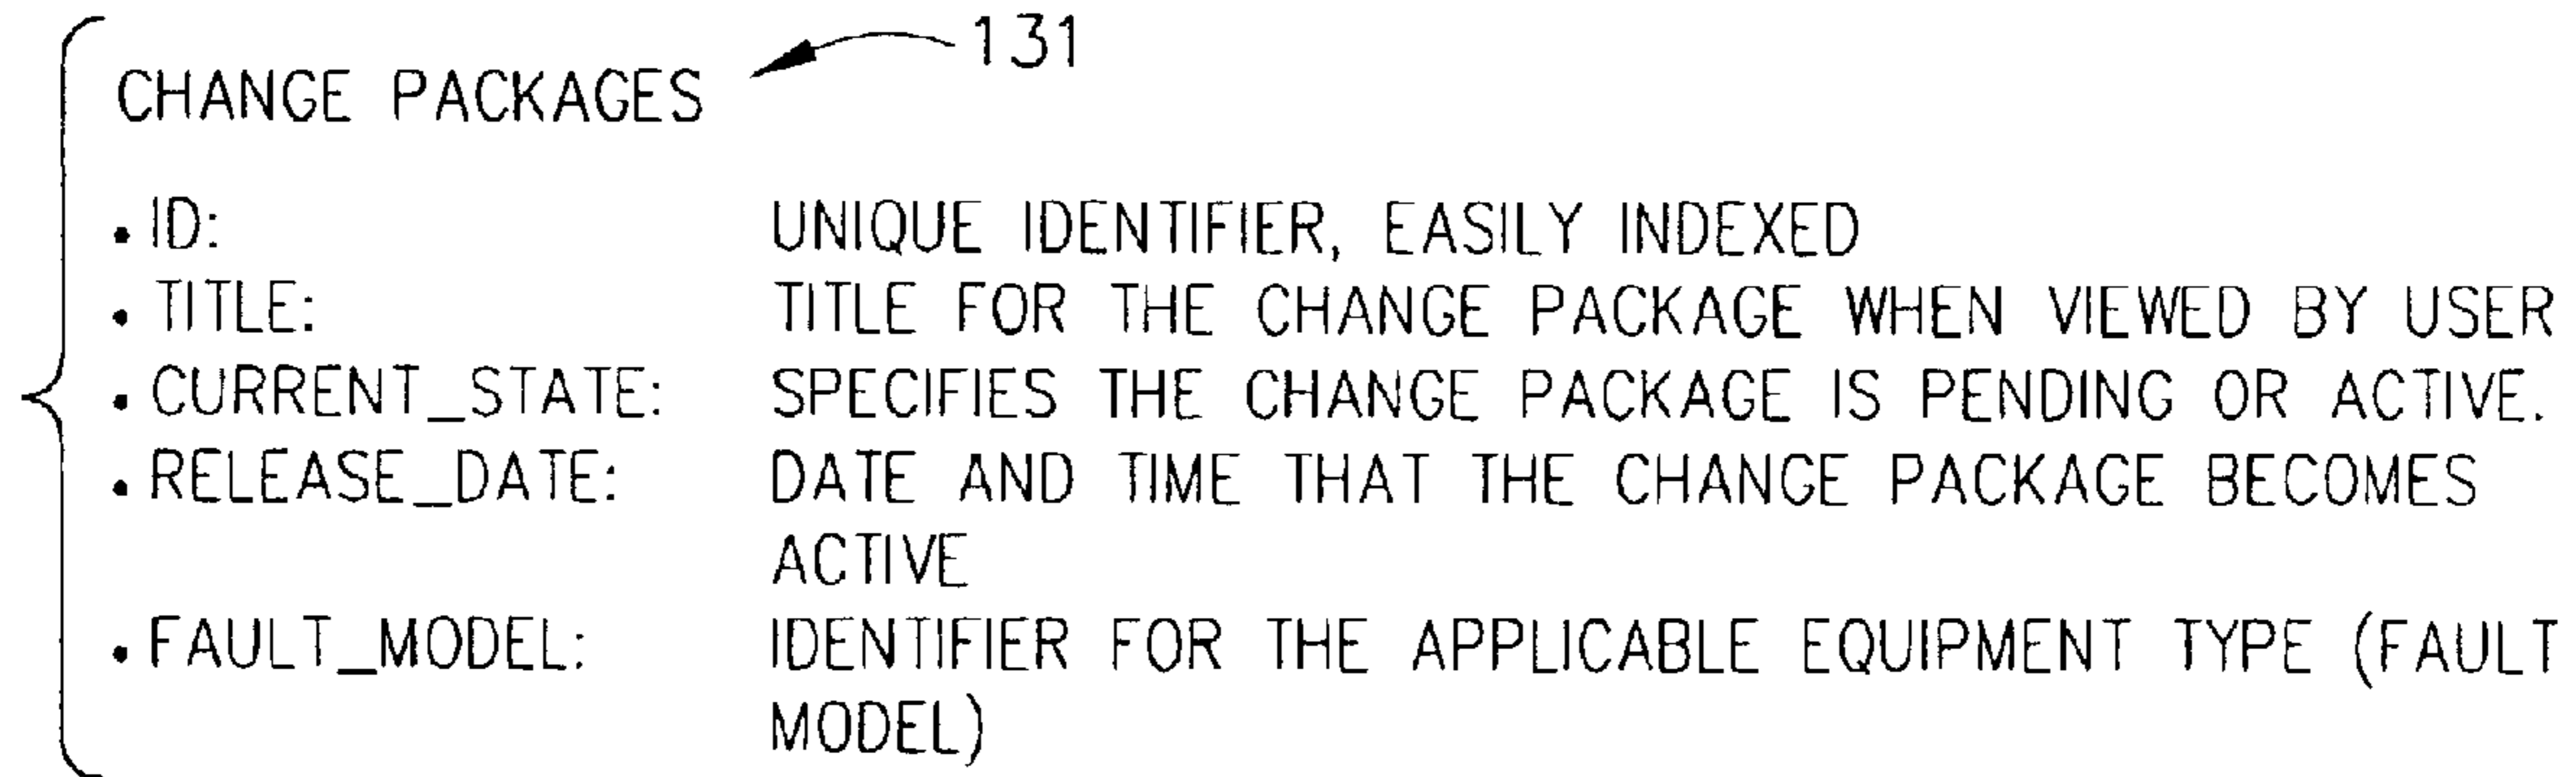 131
CHANGE PACKAGES
• ID: UNIQUE IDENTIFIER, EASILY INDEXED
• TITLE: TITLE FOR THE CHANGE PACKAGE WHEN VIEWED BY USER
• CURRENT_STATE: SPECIFIES THE CHANGE PACKAGE IS PENDING OR ACTIVE.
• RELEASE_DATE: DATE AND TIME THAT THE CHANGE PACKAGE BECOMES
ACTIVE
• FAULT_MODEL: IDENTIFIER FOR THE APPLICABLE EQUIPMENT TYPE (FAULT
MODEL)